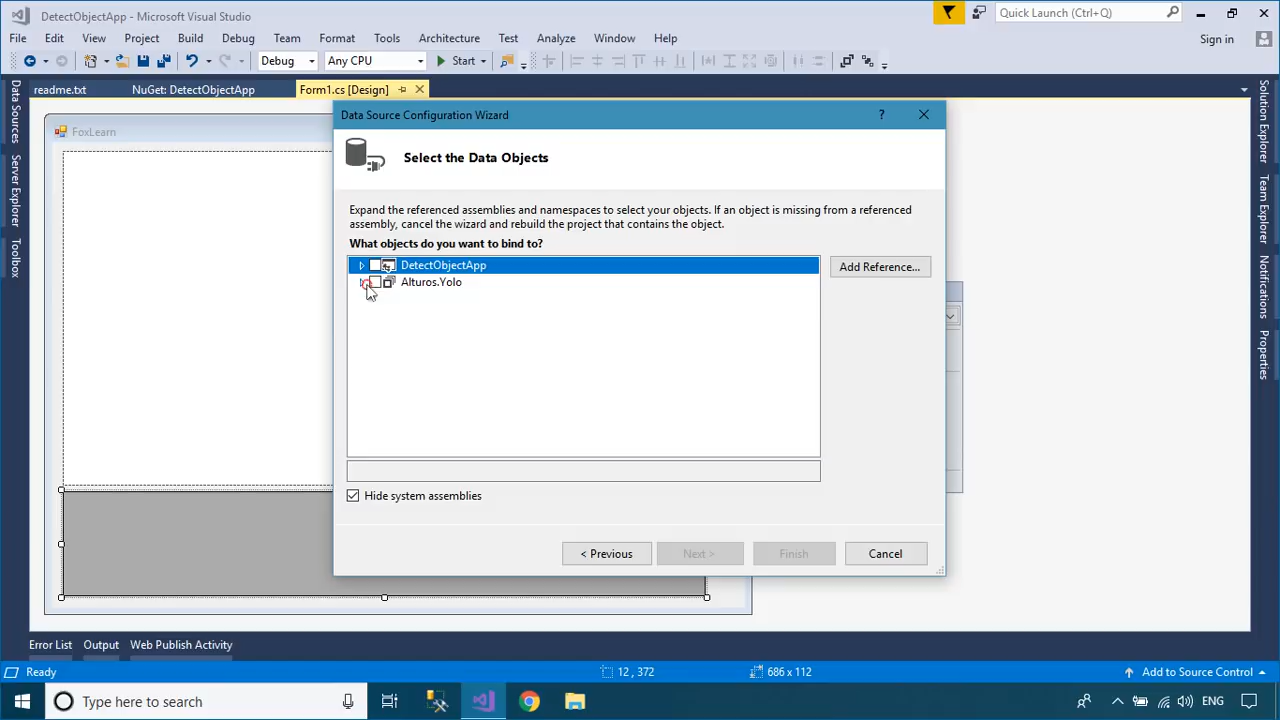 DetectObjectApp - Microsoft Visual Studio
Quick Launch (Ctrl+Q)
File Edit View Project Build Debug Team Format Tools Architecture Test Analyze Window Help
Sign in
Debug Any CPU Start
readme.txt NuGet: DetectObjectApp Form1.cs [Design]
Data Sources
Server Explorer
Toolbox
FoxLearn
Data Source Configuration Wizard
?
Select the Data Objects
Expand the referenced assemblies and namespaces to select your objects. If an object is missing from a referenced
assembly, cancel the wizard and rebuild the project that contains the object.
What objects do you want to bind to?
DetectObjectApp
Alturos.Yolo
Add Reference...
Hide system assemblies
< Previous Next > Finish Cancel
Solution Explorer
Team Explorer
Notifications
Properties
Error List Output Web Publish Activity
Ready 12 , 372 686 x 112 Add to Source Control
Type here to search ENG